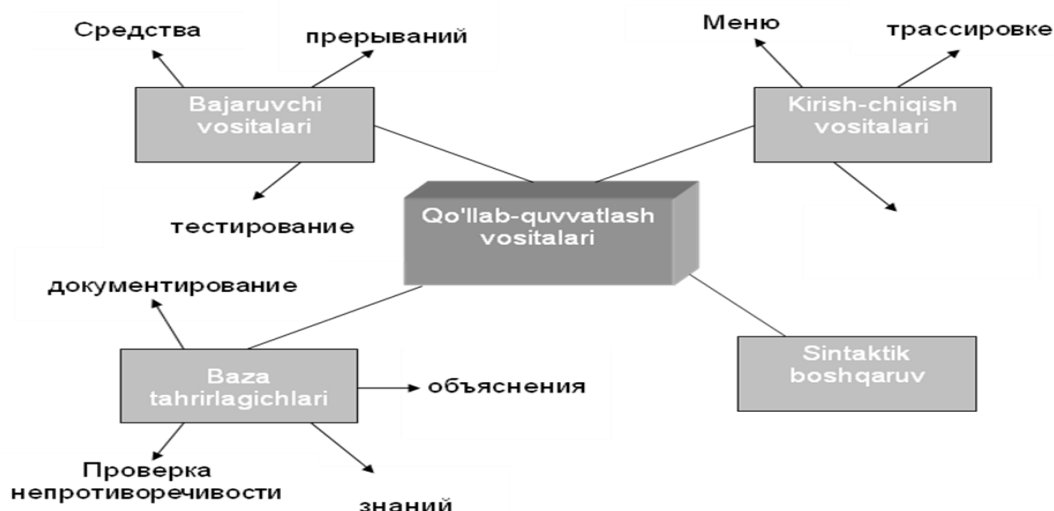 Средства
прерываний
Bajaruvchi
vositalari
тестирование
Меню
трассировке
Kirish-chiqish
vositalari
Qo'llab-quvvatlash
vositalari
документирование
Baza
tahrirlagichlari
объяснения
Проверка
непротиворечивости
знаний
Sintaktik
boshqaruv